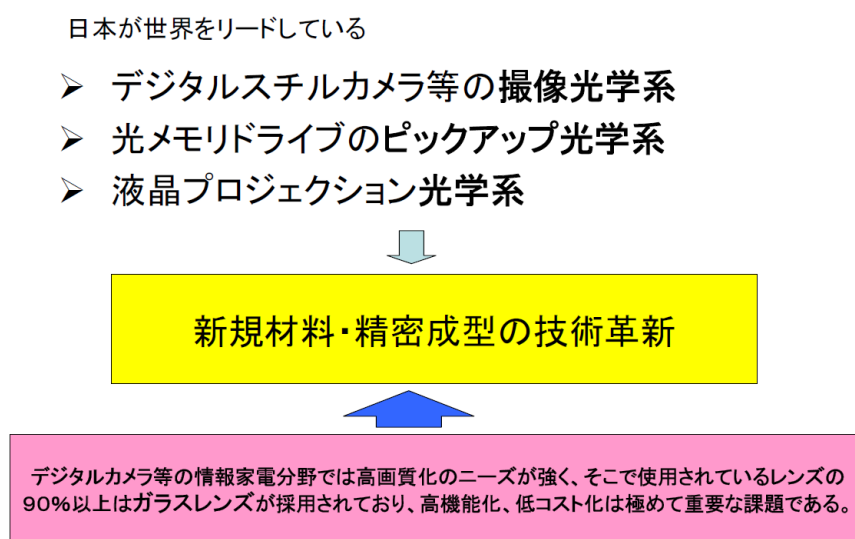 日本が世界をリードしている
➢ デジタルスチルカメラ等の撮像光学系
➢ 光メモリドライブのピックアップ光学系
➢ 液晶プロジェクション光学系
新規材料・精密成型の技術革新
デジタルカメラ等の情報家電分野では高画質化のニーズが強く、そこで使用されているレンズの
90%以上はガラスレンズが採用されており、高機能化、低コスト化は極めて重要な課題である。